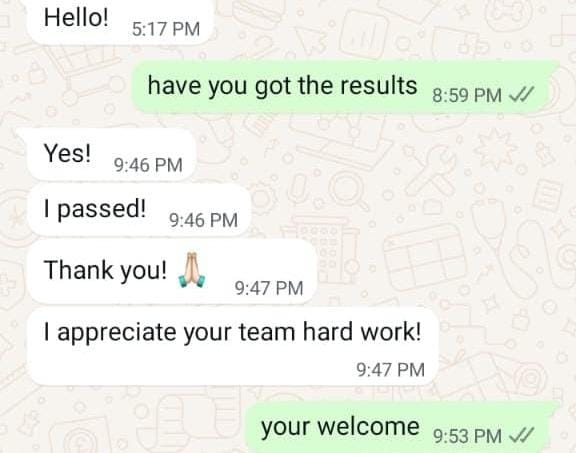 Hello! 5:17 PM
have you got the results 8:59 PM
Yes! 9:46 PM
I passed! 9:46 PM
Thank you! 🙏🏻 9:47 PM
I appreciate your team hard work!
9:47 PM
your welcome 9:53 PM